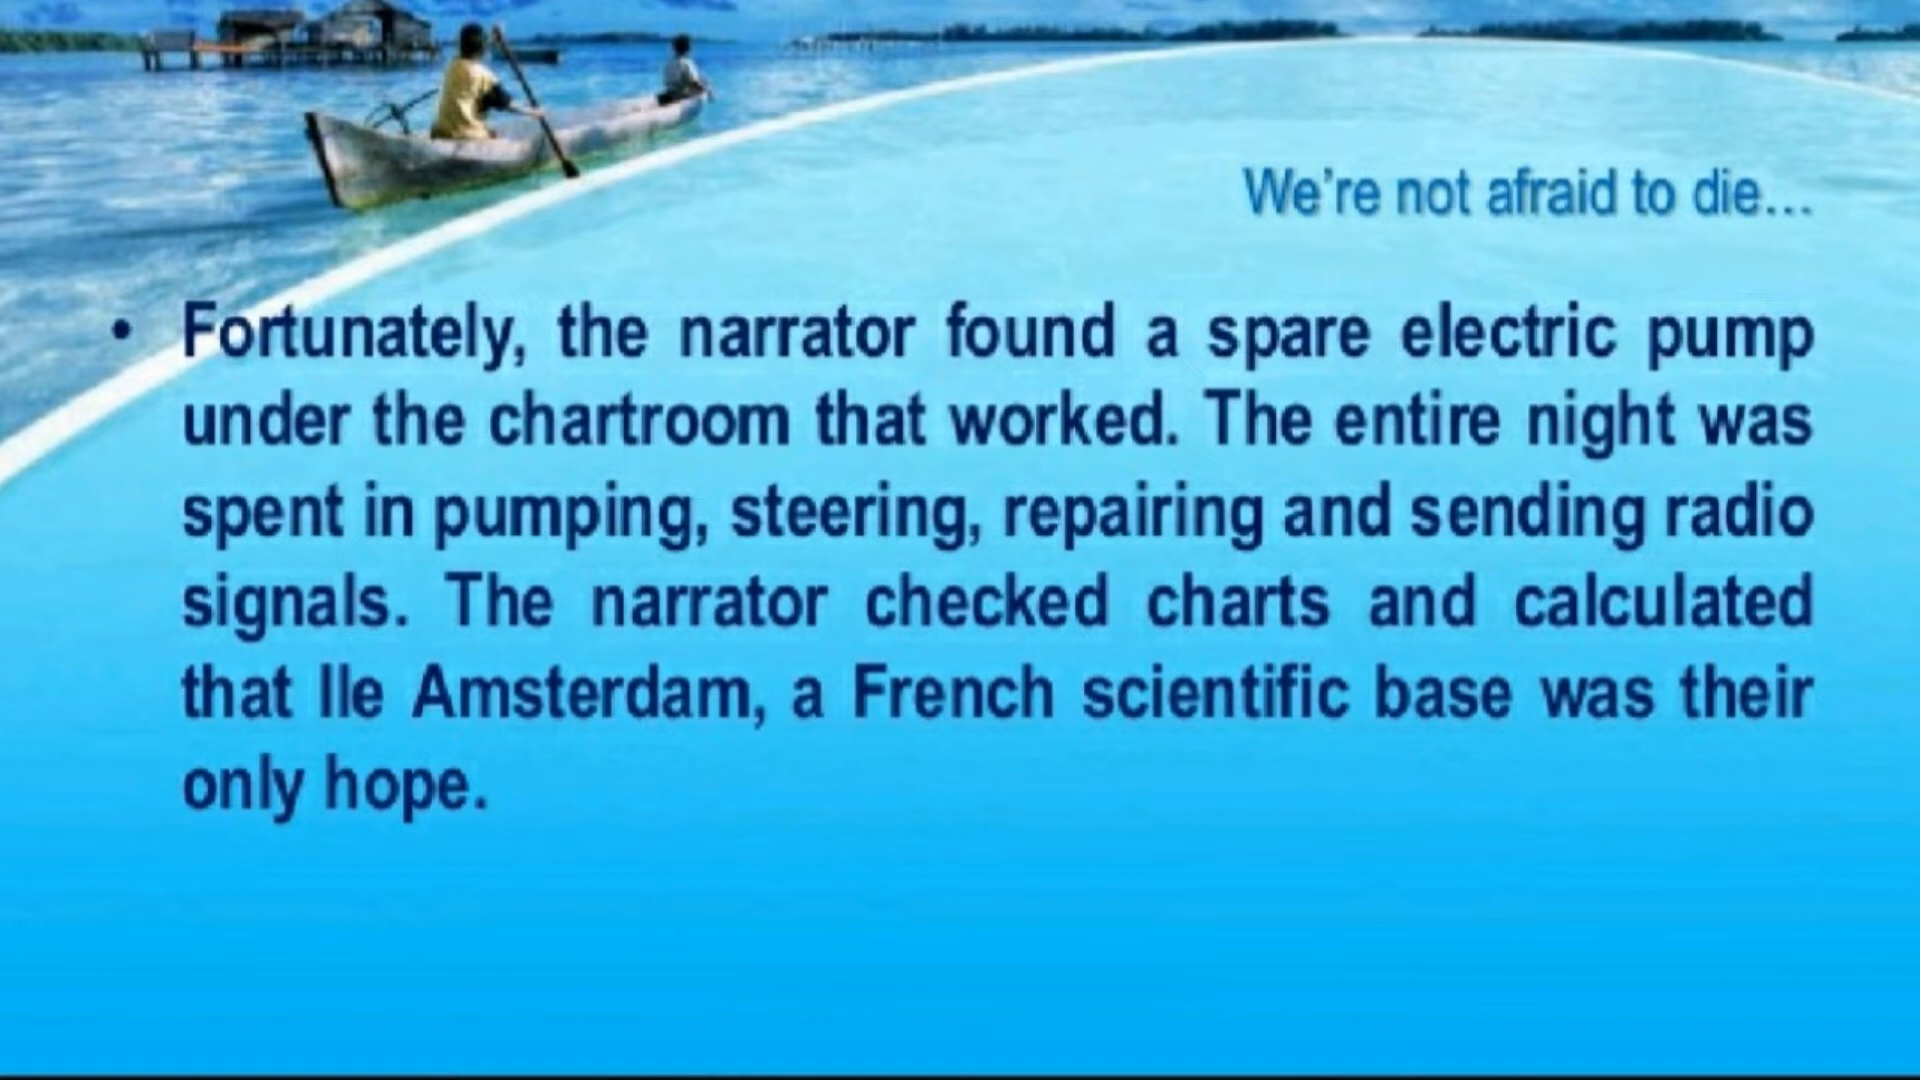 We're not afraid to die...
• Fortunately, the narrator found a spare electric pump
under the chartroom that worked. The entire night was
spent in pumping, steering, repairing and sending radio
signals. The narrator checked charts and calculated
that Ile Amsterdam, a French scientific base was their
only hope.